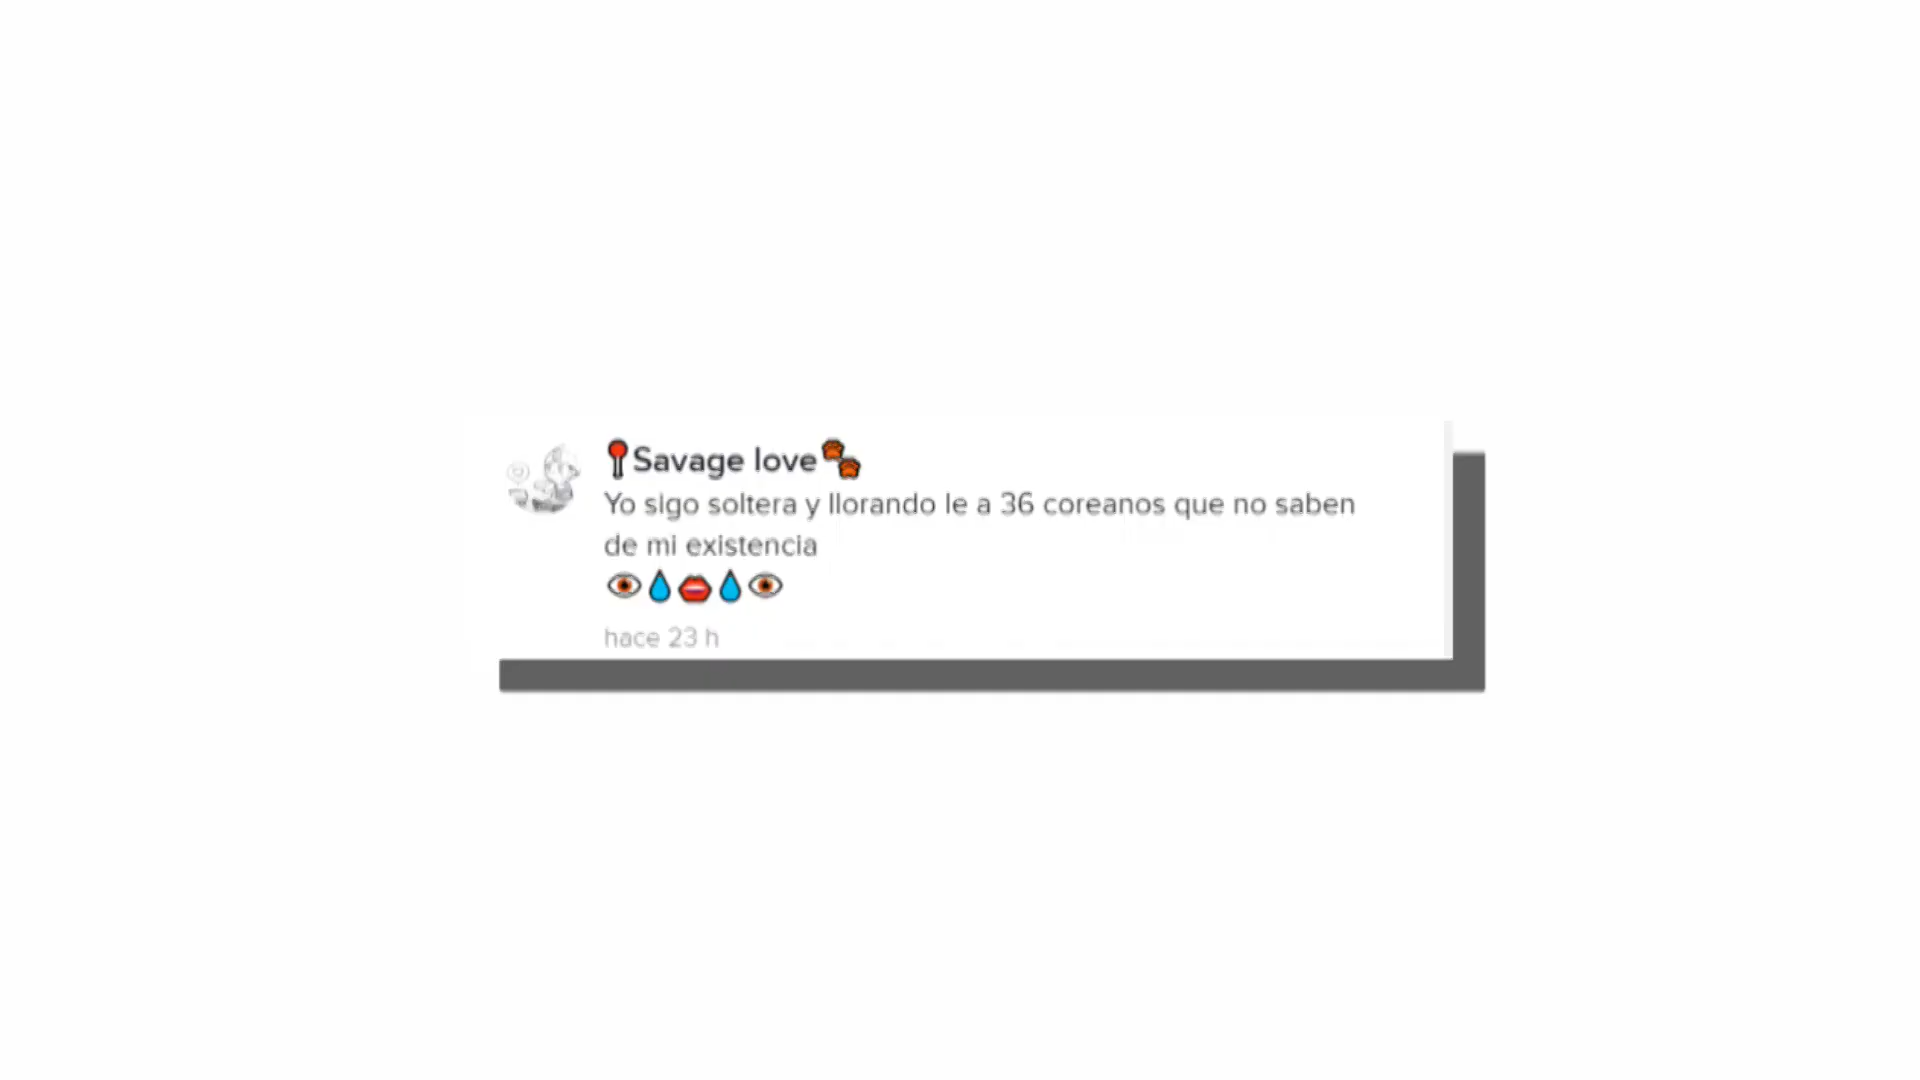 📍Savage love🐾
Yo sigo soltera y llorando le a 36 coreanos que no saben
de mi existencia
👁💧👄💧👁
hace 23 h